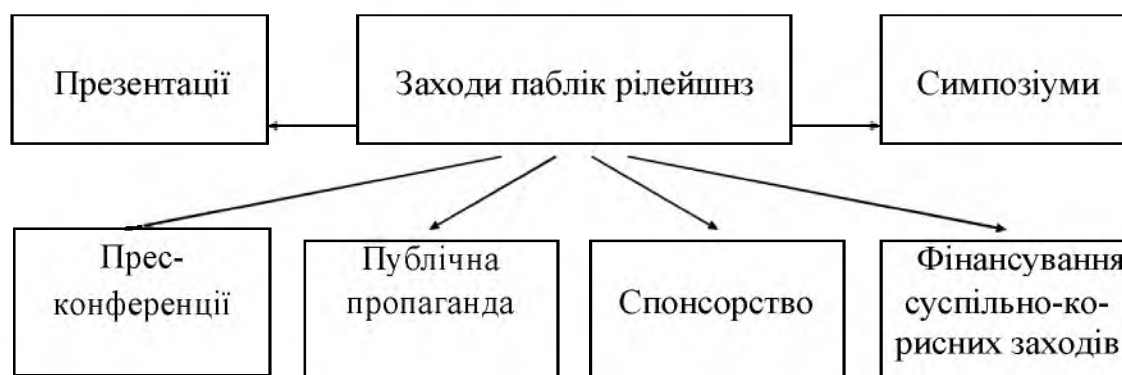 Презентації
Заходи паблік рілейшнз
Симпозіуми
Прес-
конференції
Публічна
пропаганда
Спонсорство
Фінансування
суспільно-ко-
рисних заходів